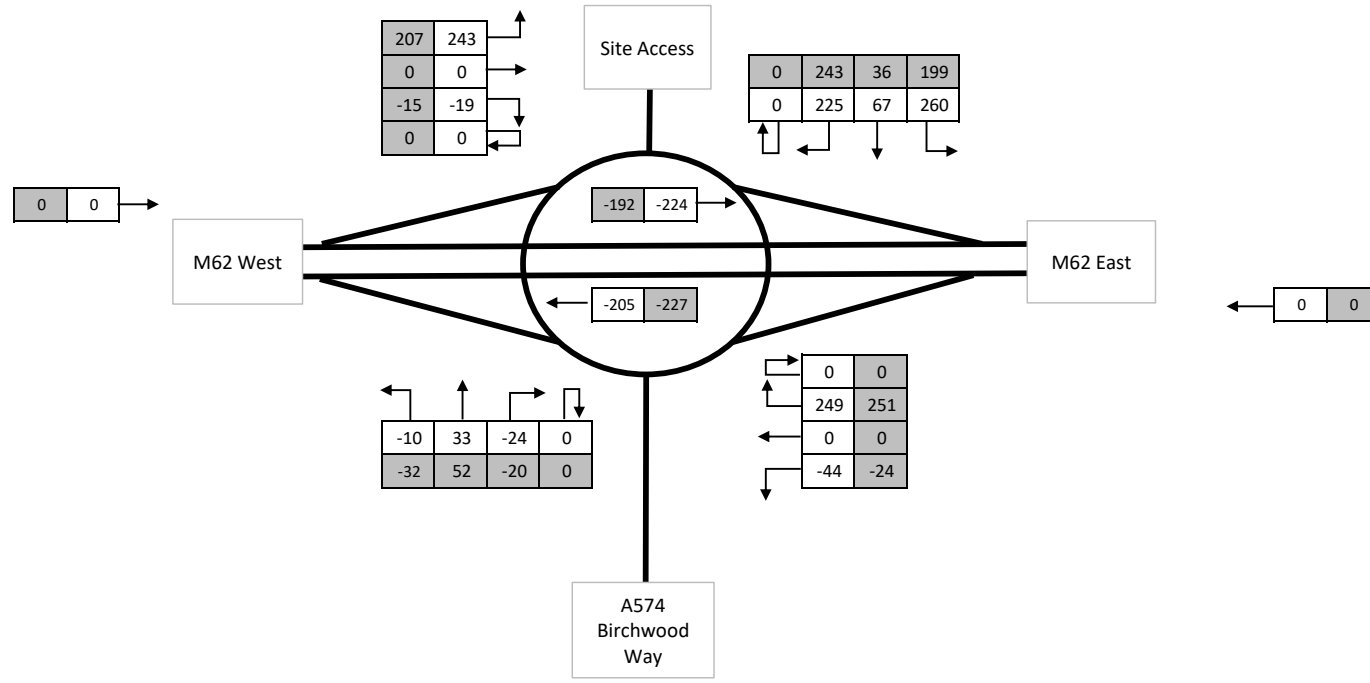 207 243
0 0
-15 -19
0 0
Site Access
0 243 36 199
0 225 67 260
0 0
-192 -224
M62 West
M62 East
-205 -227
0 0
-10 33 -24 0
-32 52 -20 0
0 0
249 251
0 0
-44 -24
A574
Birchwood
Way